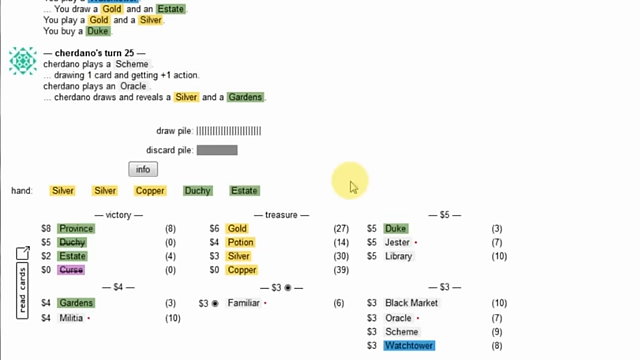 You play a Watchtower.
... You draw a Gold and an Estate.
You play a Gold and a Silver.
You buy a Duke.
— cherdano's turn 25 —
cherdano plays a Scheme.
... drawing 1 card and getting +1 action.
cherdano plays an Oracle.
... cherdano draws and reveals a Silver and a Gardens.
draw pile:
discard pile:
info
hand: Silver Silver Copper Duchy Estate
— victory —
$8 Province (8)
$5 Duchy (0)
$2 Estate (4)
$0 Curse (0)
— treasure —
$6 Gold (27)
$4 Potion (14)
$3 Silver (30)
$0 Copper (39)
— $5 —
$5 Duke (3)
$5 Jester (7)
$5 Library (10)
read cards
— $4 —
$4 Gardens (3)
$4 Militia (10)
— $3 ◉ —
$3 ◉ Familiar (6)
— $3 —
$3 Black Market (10)
$3 Oracle (7)
$3 Scheme (9)
$3 Watchtower (8)